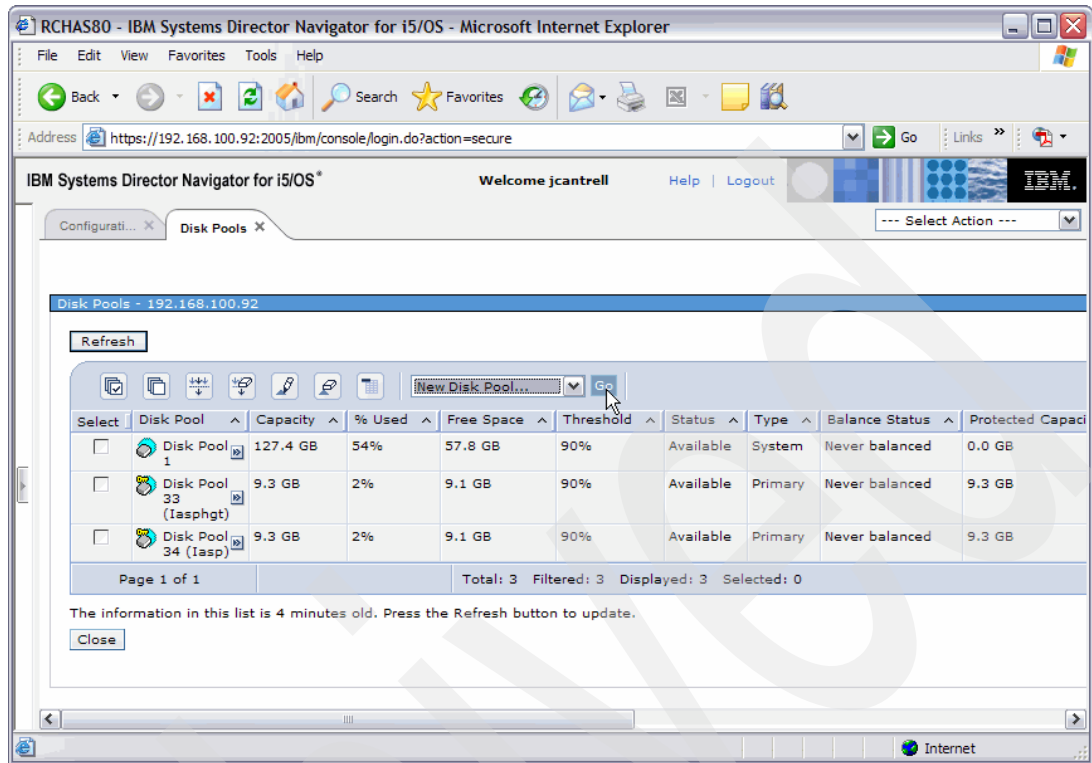 RCHAS80 - IBM Systems Director Navigator for i5/OS - Microsoft Internet Explorer
File Edit View Favorites Tools Help
Back Search Favorites
Address https://192.168.100.92:2005/ibm/console/login.do?action=secure Go Links »
IBM Systems Director Navigator for i5/OS® Welcome jcantrell Help | Logout IBM.
Configurati... Disk Pools --- Select Action ---
Disk Pools - 192.168.100.92
Refresh
New Disk Pool... Go
Select Disk Pool Capacity % Used Free Space Threshold Status Type Balance Status Protected Capaci
Disk Pool 127.4 GB 54% 57.8 GB 90% Available System Never balanced 0.0 GB
1
Disk Pool 9.3 GB 2% 9.1 GB 90% Available Primary Never balanced 9.3 GB
33
(Iasphgt)
Disk Pool 9.3 GB 2% 9.1 GB 90% Available Primary Never balanced 9.3 GB
34 (Iasp)
Page 1 of 1 Total: 3 Filtered: 3 Displayed: 3 Selected: 0
The information in this list is 4 minutes old. Press the Refresh button to update.
Close
Internet